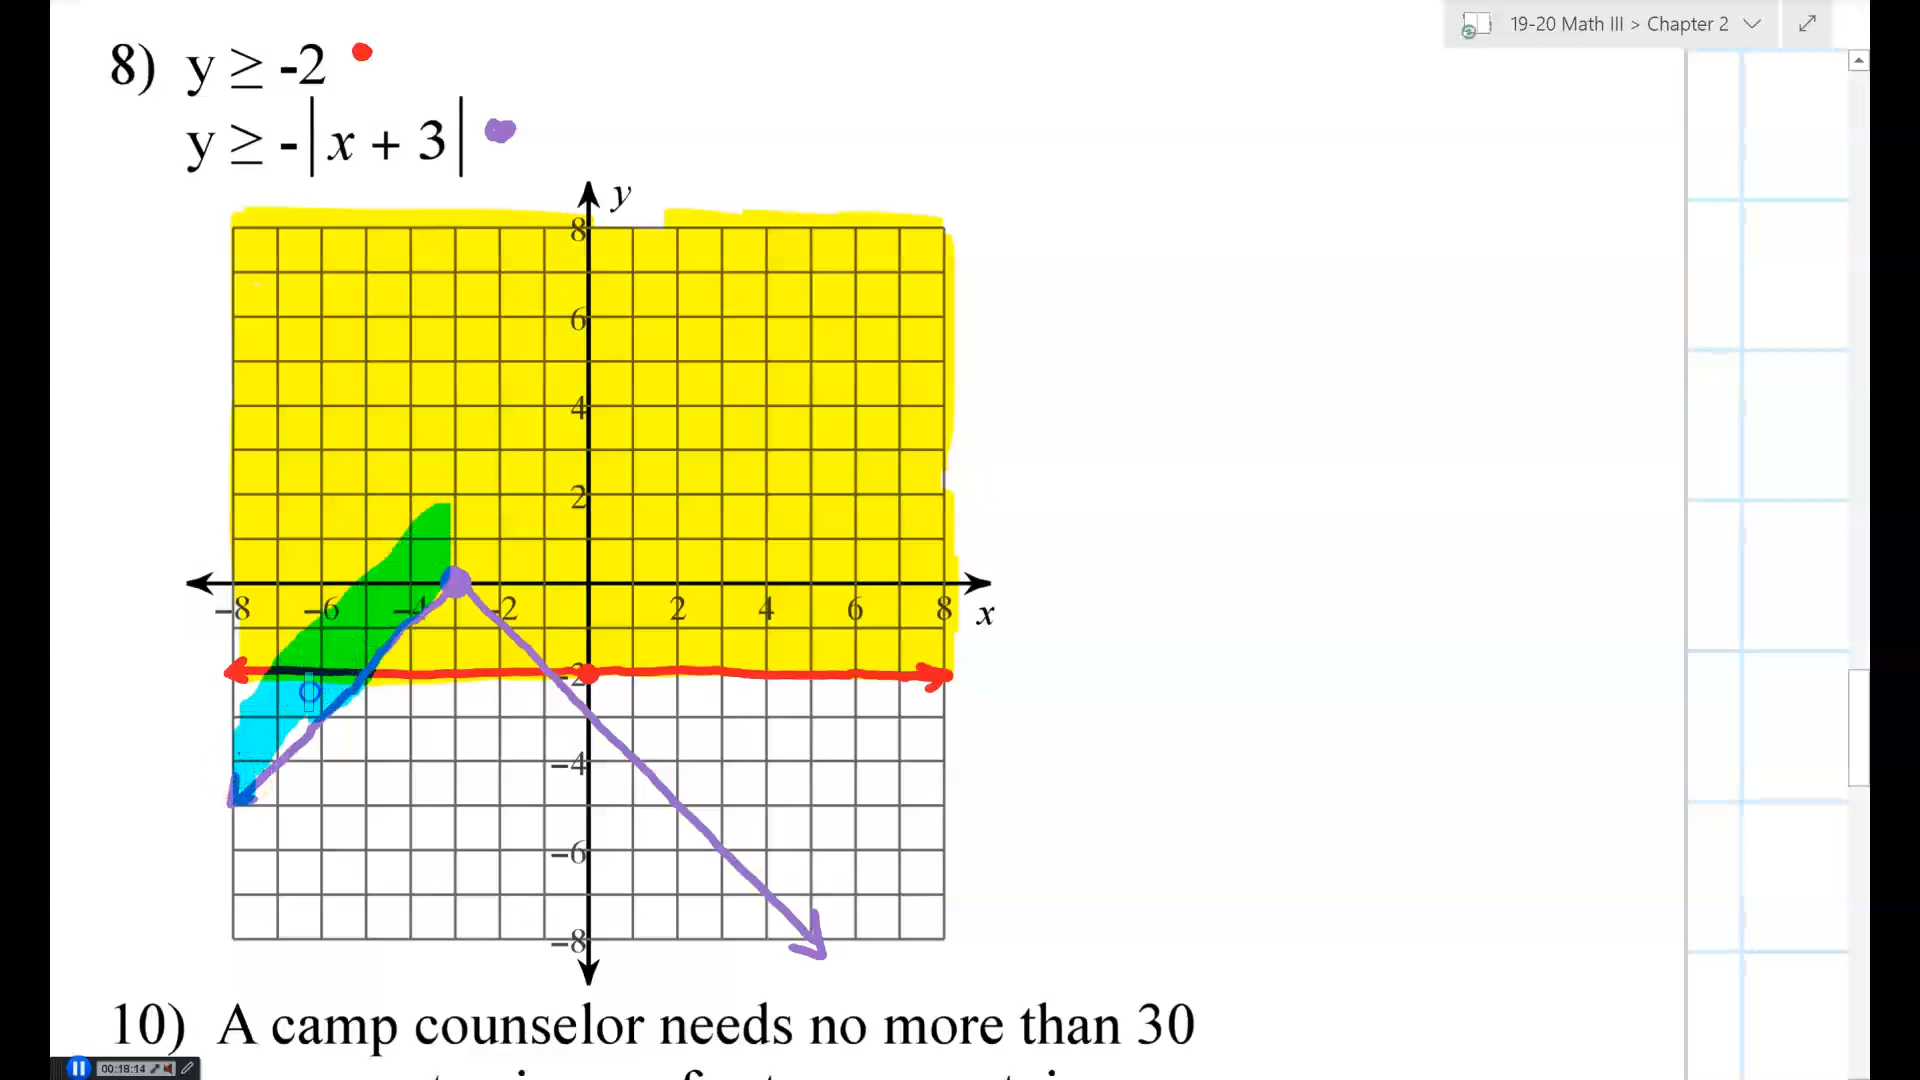 19-20 Math III > Chapter 2
8) y ≥ -2
y ≥ -|x + 3|
y
8
6
4
2
−8 −6 −4 −2 2 4 6 8 x
−2
−4
−6
−8
10) A camp counselor needs no more than 30
00:18:14